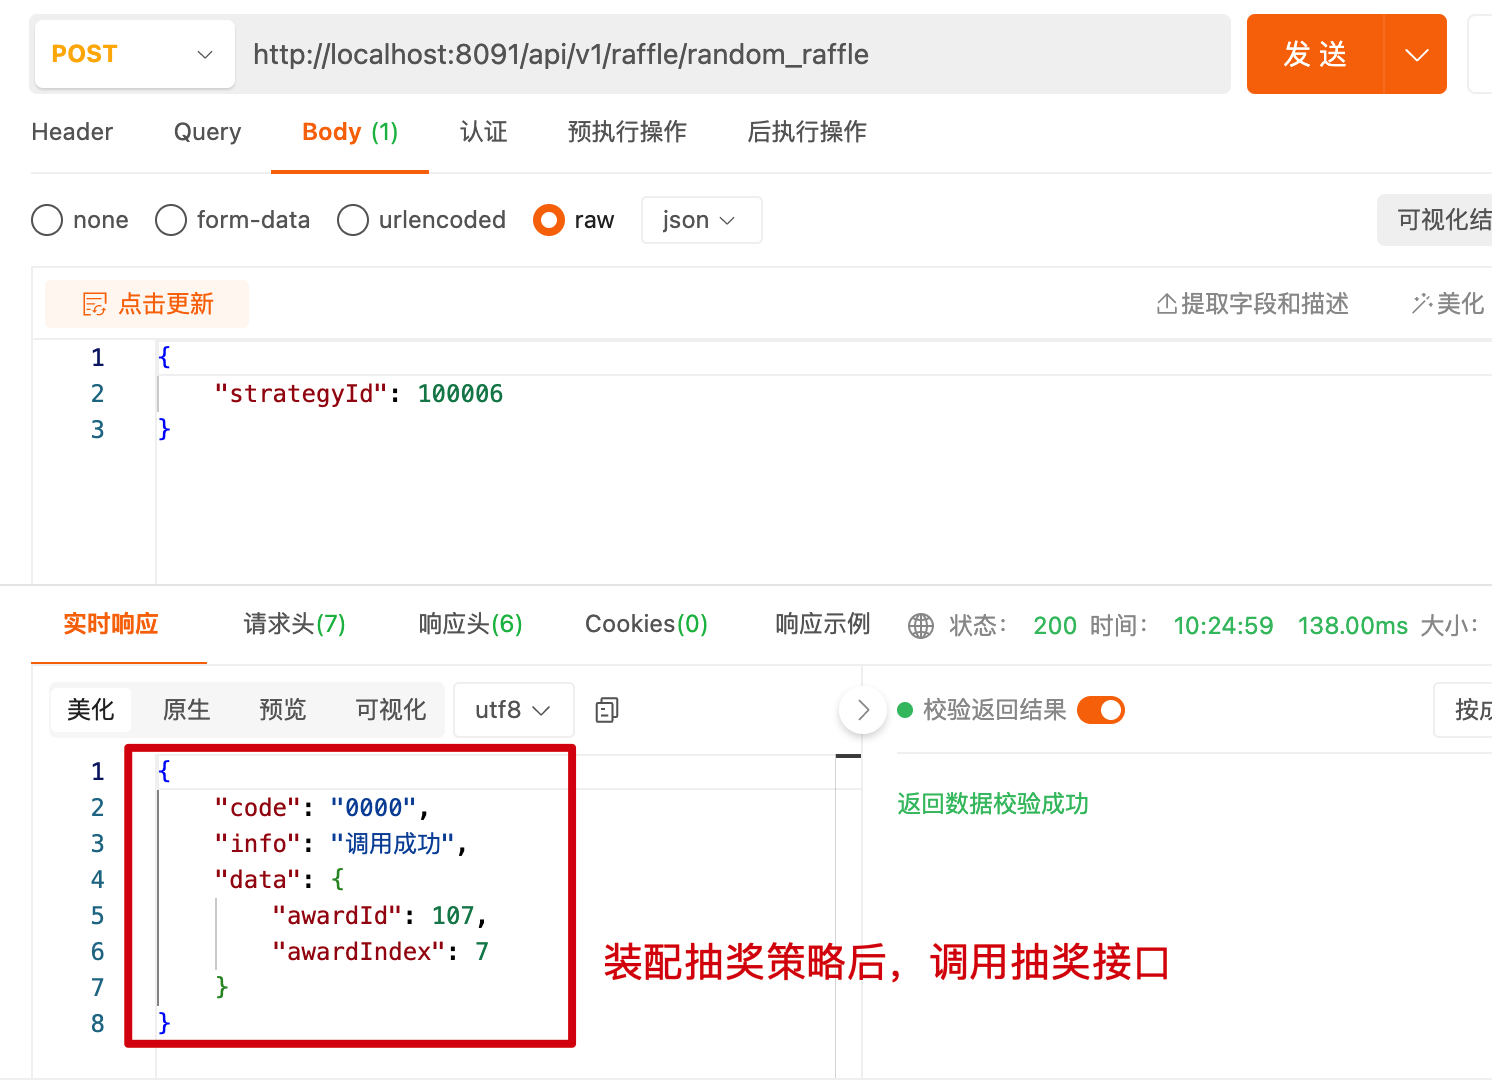 POST http://localhost:8091/api/v1/raffle/random_raffle 发 送
Header Query Body (1) 认证 预执行操作 后执行操作
none form-data urlencoded raw json 可视化结
点击更新 提取字段和描述 美化
1 {
2 "strategyId": 100006
3 }
实时响应 请求头(7) 响应头(6) Cookies(0) 响应示例 状态: 200 时间: 10:24:59 138.00ms 大小:
美化 原生 预览 可视化 utf8 校验返回结果 按成
1 {
2 "code": "0000",
返回数据校验成功
3 "info": "调用成功",
4 "data": {
5 "awardId": 107,
6 "awardIndex": 7
装配抽奖策略后，调用抽奖接口
7 }
8 }